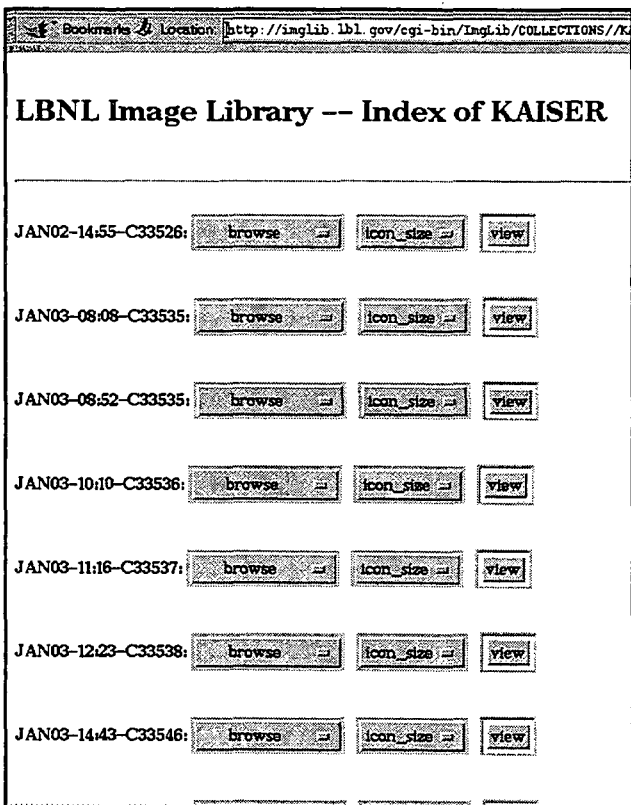 Bookmarks Location: http://imglib.lbl.gov/cgi-bin/ImgLib/COLLECTIONS//KA
LBNL Image Library -- Index of KAISER
JAN02-14:55-C33526: browse icon_size view
JAN03-08:08-C33535: browse icon_size view
JAN03-08:52-C33535: browse icon_size view
JAN03-10:10-C33536: browse icon_size view
JAN03-11:16-C33537: browse icon_size view
JAN03-12:23-C33538: browse icon_size view
JAN03-14:43-C33546: browse icon_size view